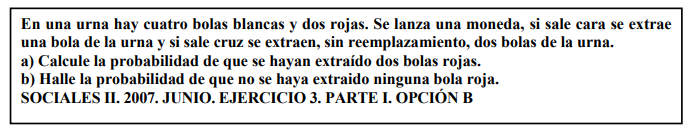 En una urna hay cuatro bolas blancas y dos rojas. Se lanza una moneda, si sale cara se extrae
una bola de la urna y si sale cruz se extraen, sin reemplazamiento, dos bolas de la urna.
a) Calcule la probabilidad de que se hayan extraído dos bolas rojas.
b) Halle la probabilidad de que no se haya extraido ninguna bola roja.
SOCIALES II. 2007. JUNIO. EJERCICIO 3. PARTE I. OPCIÓN B